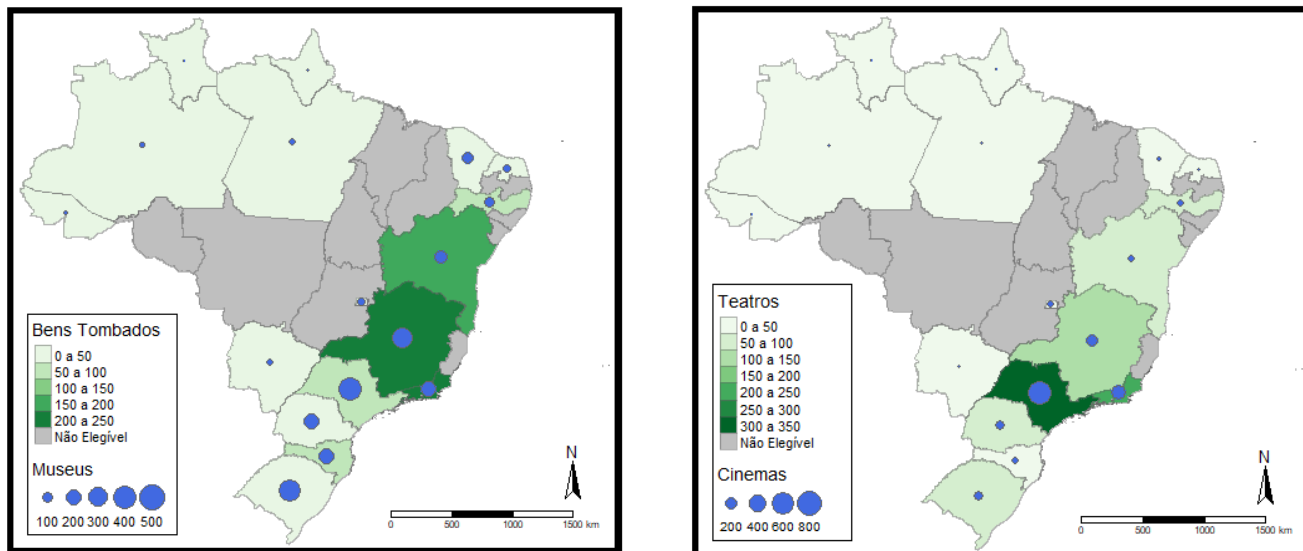 Bens Tombados
0 a 50
50 a 100
100 a 150
150 a 200
200 a 250
Não Elegível
Museus
100 200 300 400 500
N
0 500 1000 1500 km
Teatros
0 a 50
50 a 100
100 a 150
150 a 200
200 a 250
250 a 300
300 a 350
Não Elegível
Cinemas
200 400 600 800
N
0 500 1000 1500 km